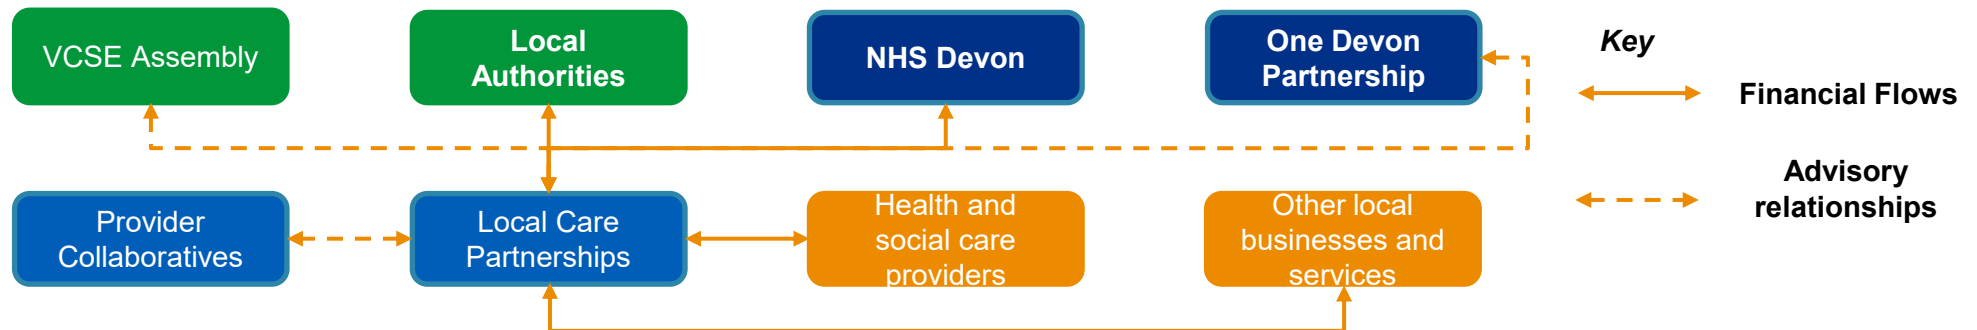 VCSE Assembly
Local
Authorities
NHS Devon
One Devon
Partnership
Key
Financial Flows
Advisory
relationships
Provider
Collaboratives
Local Care
Partnerships
Health and
social care
providers
Other local
businesses and
services